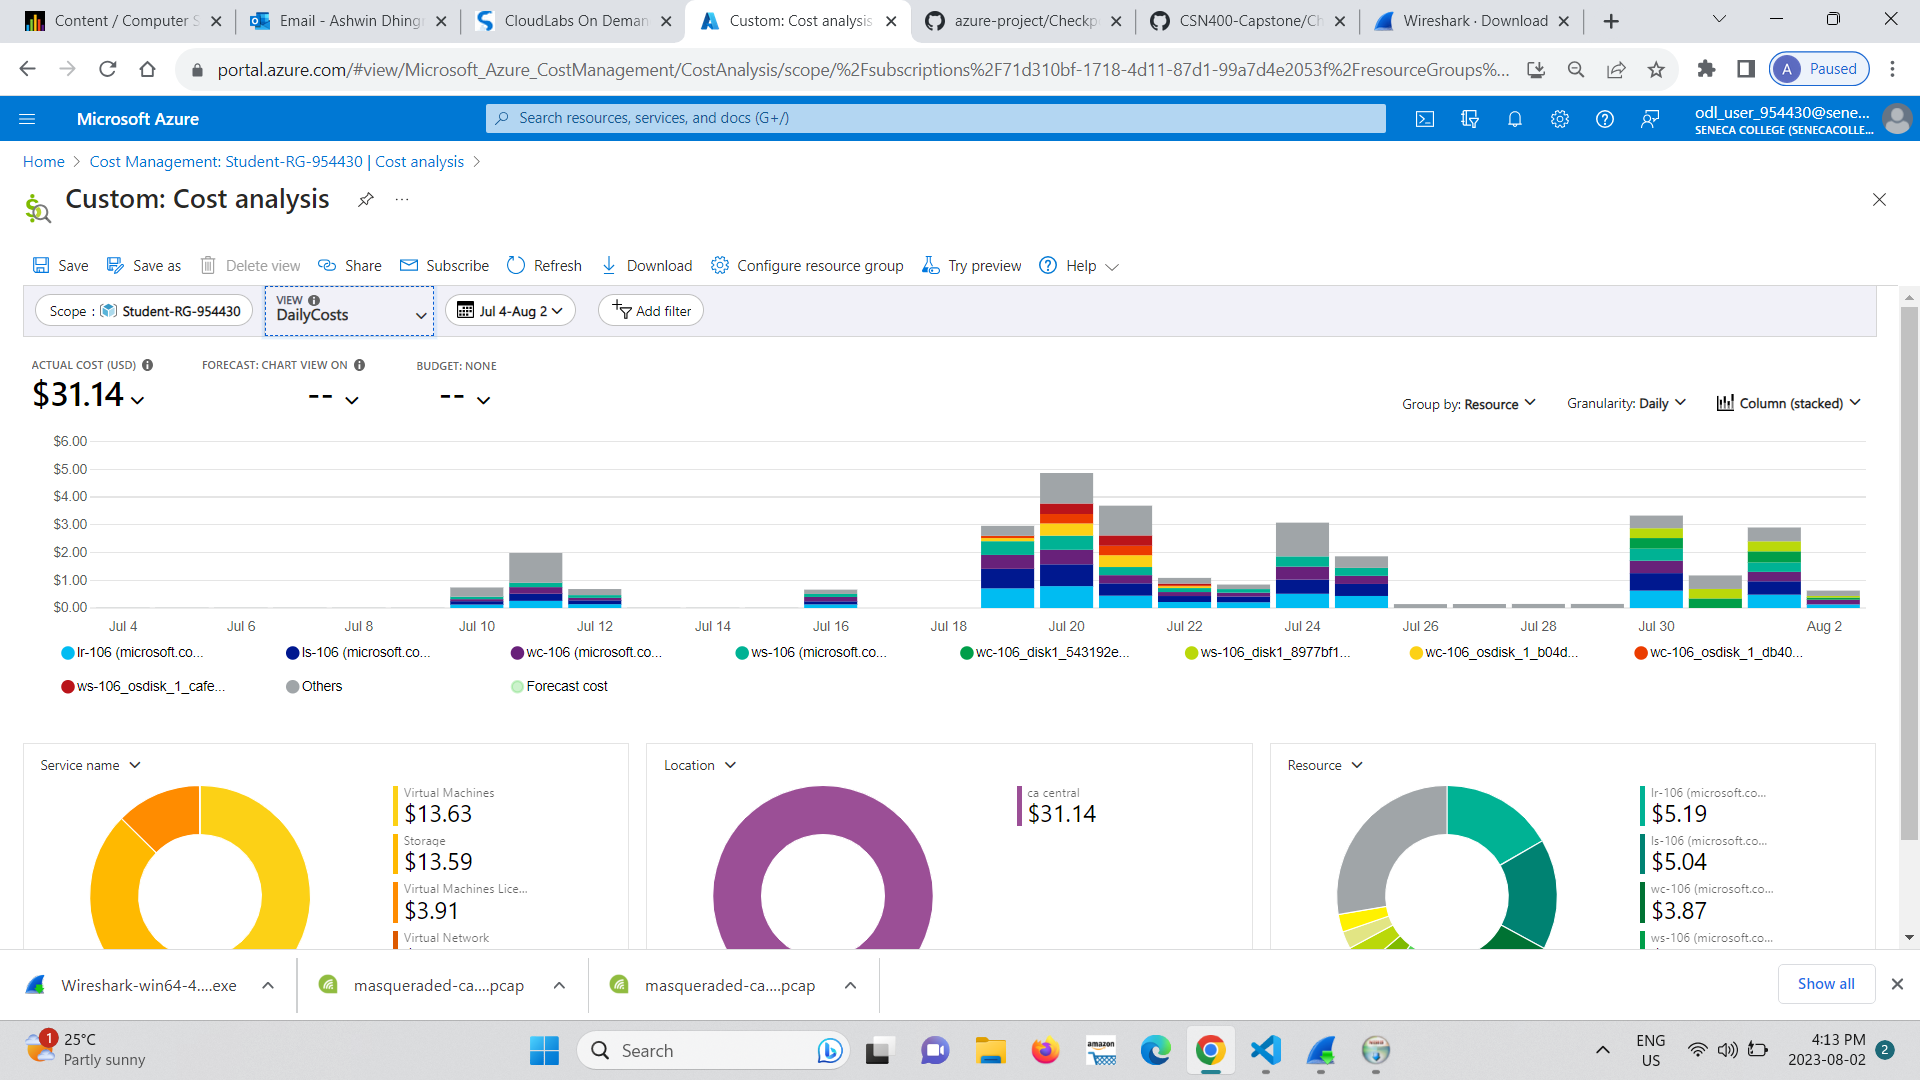 Content / Computer S
Email - Ashwin Dhing
CloudLabs On Deman
Custom: Cost analysis
azure-project/Checkp
CSN400-Capstone/Ch
Wireshark · Download
portal.azure.com/#view/Microsoft_Azure_CostManagement/CostAnalysis/scope/%2Fsubscriptions%2F71d310bf-1718-4d11-87d1-99a7d4e2053f%2FresourceGroups%...
A Paused
Microsoft Azure
Search resources, services, and docs (G+/)
odl_user_954430@sene...
SENECA COLLEGE (SENECACOLLE...
Home > Cost Management: Student-RG-954430 | Cost analysis >
Custom: Cost analysis
...
Save
Save as
Delete view
Share
Subscribe
Refresh
Download
Configure resource group
Try preview
Help
Scope : Student-RG-954430
VIEW
DailyCosts
Jul 4-Aug 2
Add filter
ACTUAL COST (USD)
$31.14
FORECAST: CHART VIEW ON
--
BUDGET: NONE
--
Group by: Resource
Granularity: Daily
Column (stacked)
$6.00
$5.00
$4.00
$3.00
$2.00
$1.00
$0.00
Jul 4
Jul 6
Jul 8
Jul 10
Jul 12
Jul 14
Jul 16
Jul 18
Jul 20
Jul 22
Jul 24
Jul 26
Jul 28
Jul 30
Aug 2
lr-106 (microsoft.co...
ls-106 (microsoft.co...
wc-106 (microsoft.co...
ws-106 (microsoft.co...
wc-106_disk1_543192e...
ws-106_disk1_8977bf1...
wc-106_osdisk_1_b04d...
wc-106_osdisk_1_db40...
ws-106_osdisk_1_cafe...
Others
Forecast cost
Service name
Virtual Machines
$13.63
Storage
$13.59
Virtual Machines Lice...
$3.91
Virtual Network
Location
ca central
$31.14
Resource
lr-106 (microsoft.co...
$5.19
ls-106 (microsoft.co...
$5.04
wc-106 (microsoft.co...
$3.87
ws-106 (microsoft.co...
Wireshark-win64-4....exe
masqueraded-ca....pcap
masqueraded-ca....pcap
Show all
1
25°C
Partly sunny
Search
amazon
ENG
US
4:13 PM
2023-08-02
2